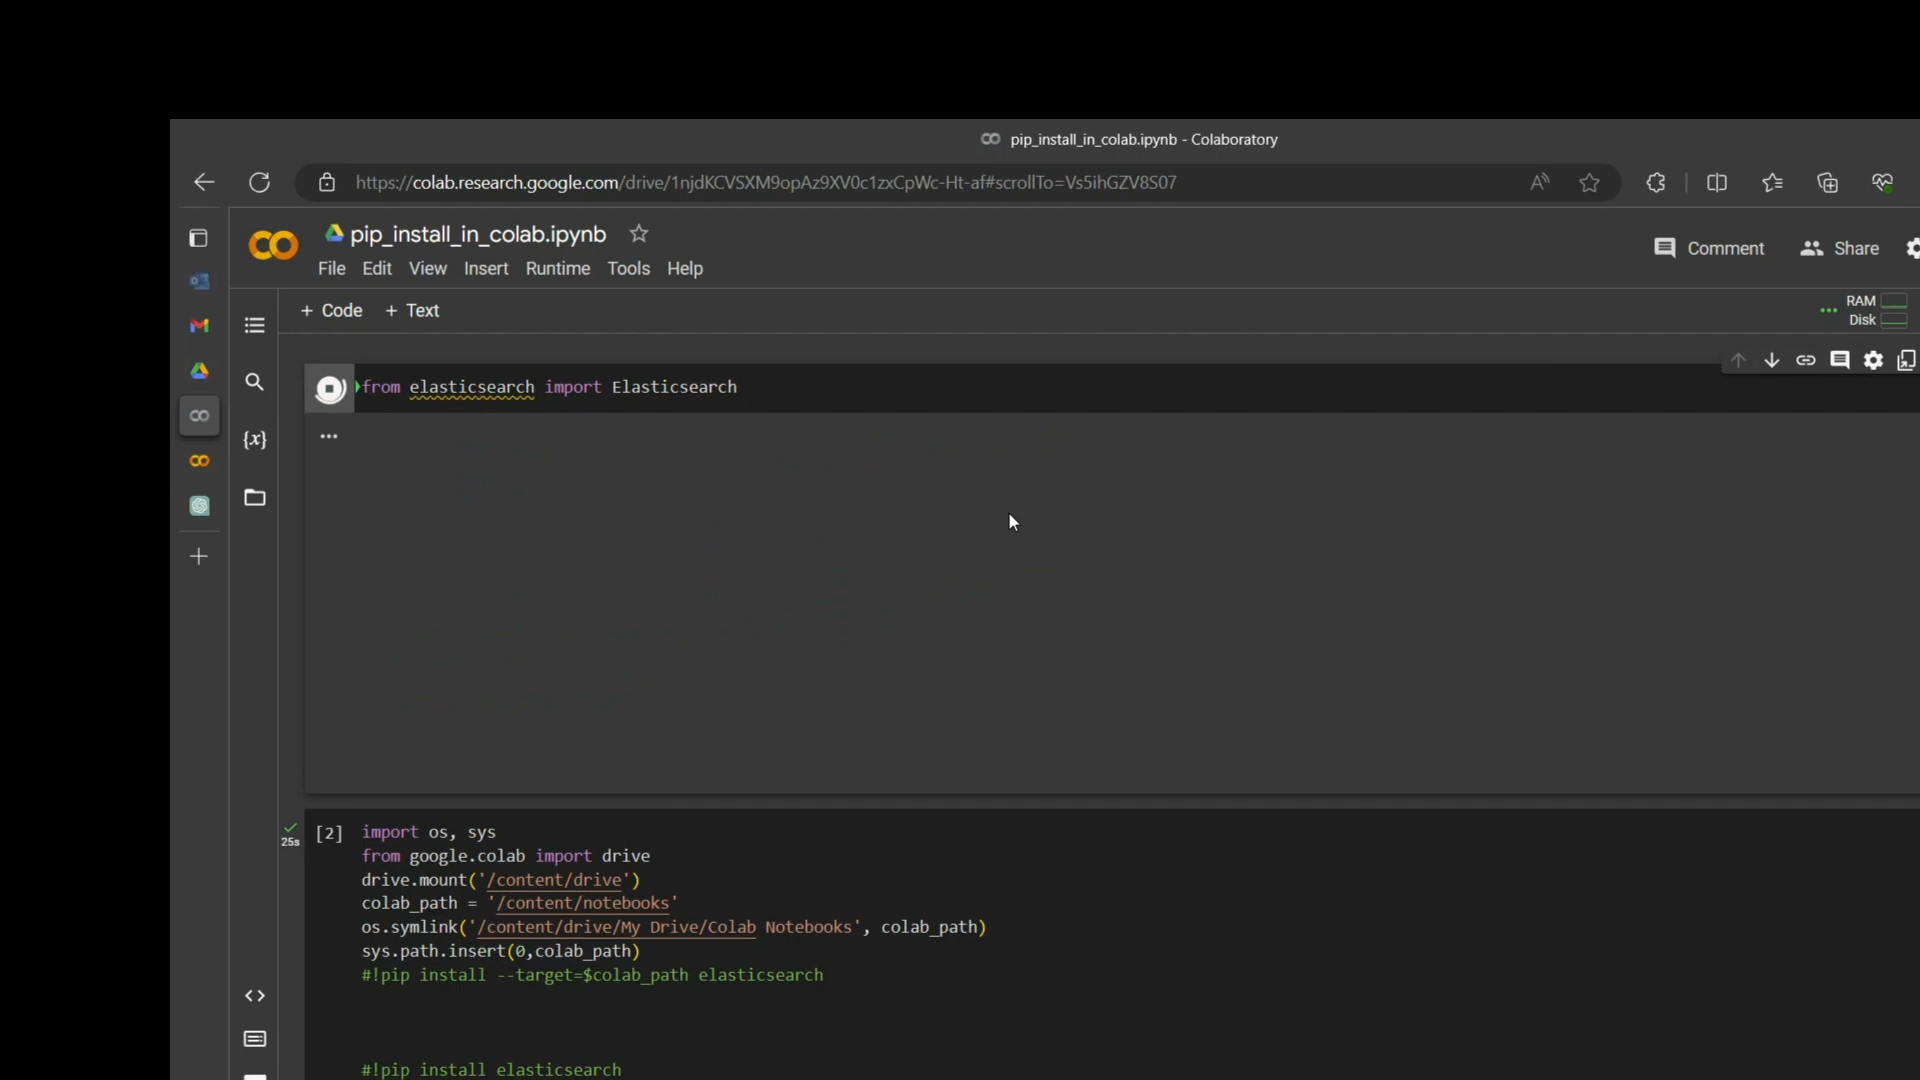 pip_install_in_colab.ipynb - Colaboratory
https://colab.research.google.com/drive/1njdKCVSXM9opAz9XV0c1zxCpWc-Ht-af#scrollTo=Vs5ihGZV8S07
pip_install_in_colab.ipynb
File Edit View Insert Runtime Tools Help
Comment Share
+ Code + Text
RAM
Disk
from elasticsearch import Elasticsearch
25s
[2] import os, sys
from google.colab import drive
drive.mount('/content/drive')
colab_path = '/content/notebooks'
os.symlink('/content/drive/My Drive/Colab Notebooks', colab_path)
sys.path.insert(0,colab_path)
#!pip install --target=$colab_path elasticsearch
#!pip install elasticsearch